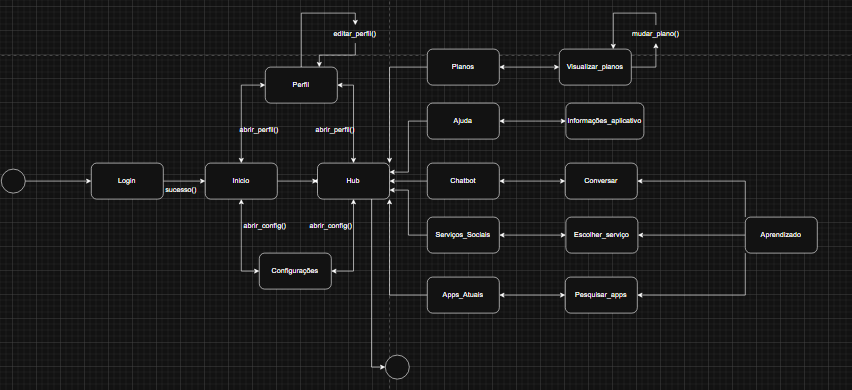 editar_perfil()
mudar_plano()
Planos
Visualizar_planos
Perfil
Ajuda
Informações_aplicativo
abrir_perfil()
abrir_perfil()
Login
sucesso()
Inicio
Hub
Chatbot
Conversar
abrir_config()
abrir_config()
Serviços_Sociais
Escolher_serviço
Aprendizado
Configurações
Apps_Atuais
Pesquisar_apps